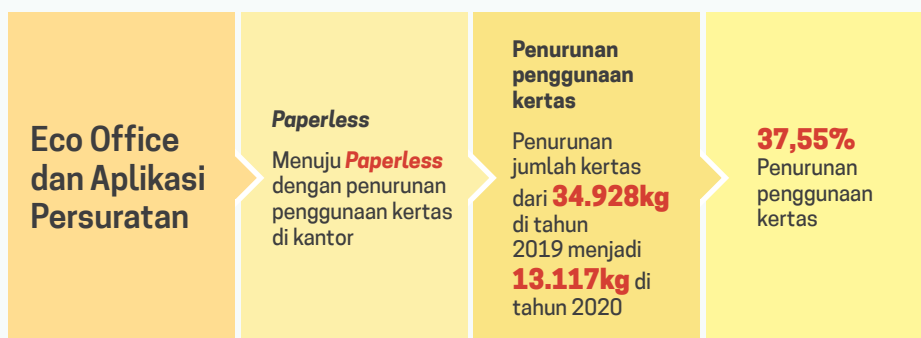 Eco Office
dan Aplikasi
Persuratan
Paperless
Menuju Paperless
dengan penurunan
penggunaan kertas
di kantor
Penurunan
penggunaan
kertas
Penurunan
jumlah kertas
dari 34.928kg
di tahun
2019 menjadi
13.117kg di
tahun 2020
37,55%
Penurunan
penggunaan
kertas